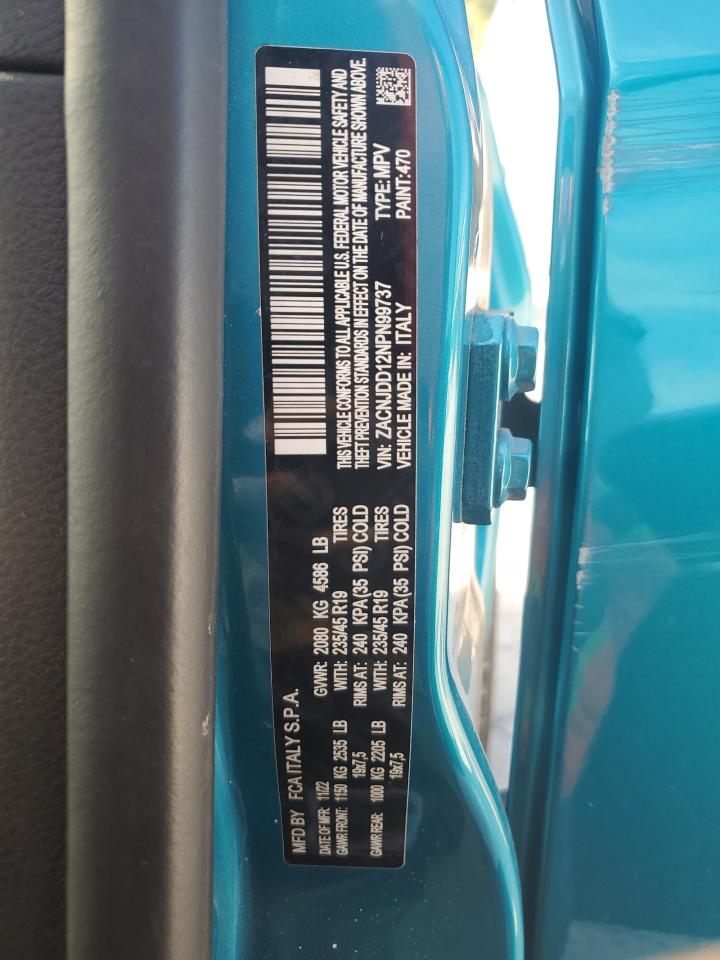 MFD BY FCA ITALY S.P.A.
DATE OF MFR: 11/22 GVWR: 2080 KG 4586 LB
GAWR FRONT: 1150 KG 2535 LB WITH: 235/45 R19 TIRES
19x7,5 RIMS AT: 240 KPA(35 PSI) COLD
GAWR REAR: 1000 KG 2205 LB WITH: 235/45 R19 TIRES
19x7,5 RIMS AT: 240 KPA(35 PSI) COLD
THIS VEHICLE CONFORMS TO ALL APPLICABLE U.S. FEDERAL MOTOR VEHICLE SAFETY AND
THEFT PREVENTION STANDARDS IN EFFECT ON THE DATE OF MANUFACTURE SHOWN ABOVE.
VIN: ZACNJDD12NPN99737 TYPE:MPV
VEHICLE MADE IN: ITALY PAINT:470